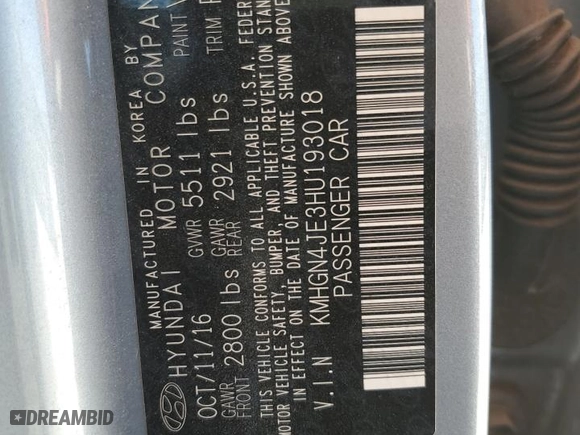 MANUFACTURED IN KOREA BY
HYUNDAI MOTOR COMPAN
OCT/11/16 GVWR 5511 lbs PAINT
GAWR FRONT 2800 lbs GAWR REAR 2921 lbs TRIM
THIS VEHICLE CONFORMS TO ALL APPLICABLE U.S.A. FEDER
MOTOR VEHICLE SAFETY, BUMPER, AND THEFT PREVENTION STAN
IN EFFECT ON THE DATE OF MANUFACTURE SHOWN ABOVE
V.I.N KMHGN4JE3HU193018
PASSENGER CAR
DREAMBID